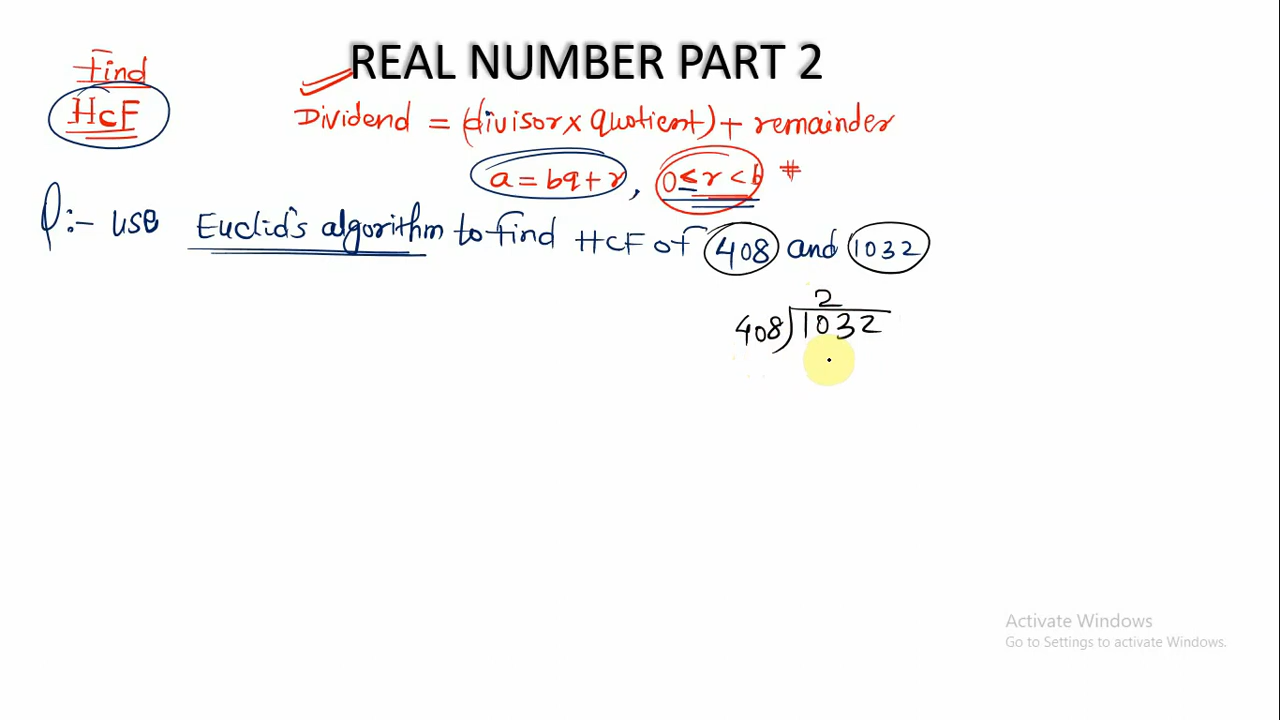 Find
HCF
REAL NUMBER PART 2
Dividend = (divisor x quotient) + remainder
a = bq + r, 0 ≤ r < b #
Q:- use Euclid's algorithm to find HCF of 408 and 1032
2
408) 1032
Activate Windows
Go to Settings to activate Windows.